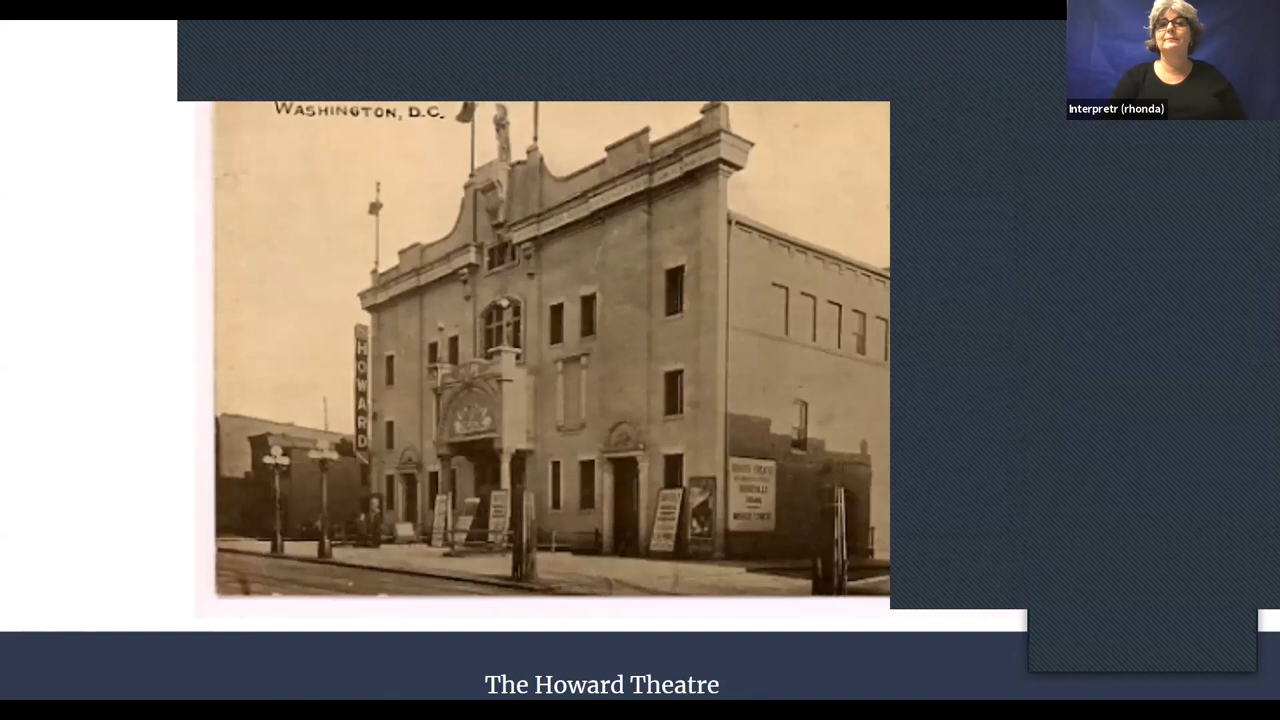 WASHINGTON, D.C.
Interpretr (rhonda)
HOWARD
The Howard Theatre